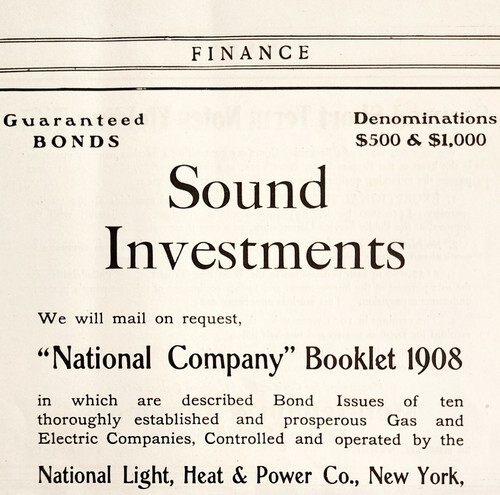 FINANCE
Guaranteed BONDS
Denominations $500 & $1,000
Sound
Investments
We will mail on request,
“National Company” Booklet 1908
in which are described Bond Issues of ten
thoroughly established and prosperous Gas and
Electric Companies, Controlled and operated by the
National Light, Heat & Power Co., New York,